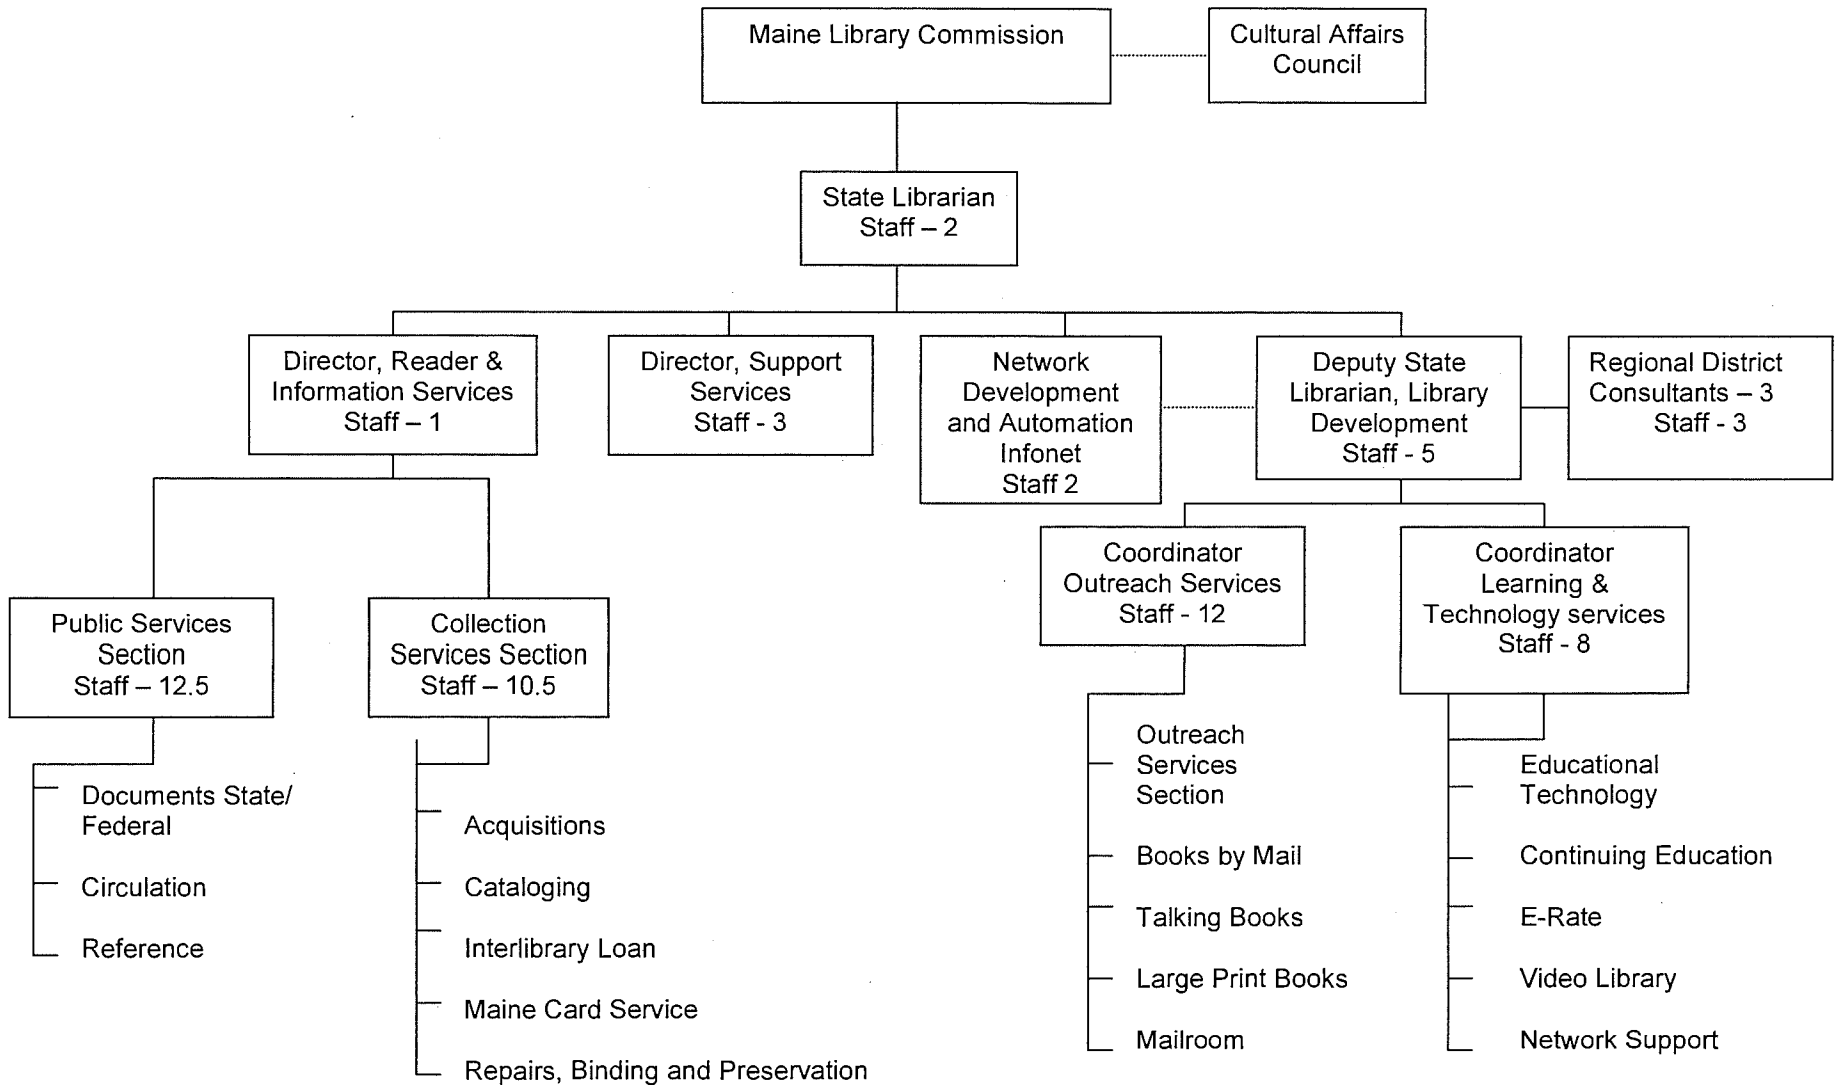 Maine Library Commission
Cultural Affairs
Council
State Librarian
Staff – 2
Director, Reader &
Information Services
Staff – 1
Director, Support
Services
Staff - 3
Network
Development
and Automation
Infonet
Staff 2
Deputy State
Librarian, Library
Development
Staff - 5
Regional District
Consultants – 3
Staff - 3
Public Services
Section
Staff – 12.5
Collection
Services Section
Staff – 10.5
Coordinator
Outreach Services
Staff - 12
Coordinator
Learning &
Technology services
Staff - 8
Documents State/
Federal
Circulation
Reference
Acquisitions
Cataloging
Interlibrary Loan
Maine Card Service
Repairs, Binding and Preservation
Outreach
Services
Section
Books by Mail
Talking Books
Large Print Books
Mailroom
Educational
Technology
Continuing Education
E-Rate
Video Library
Network Support